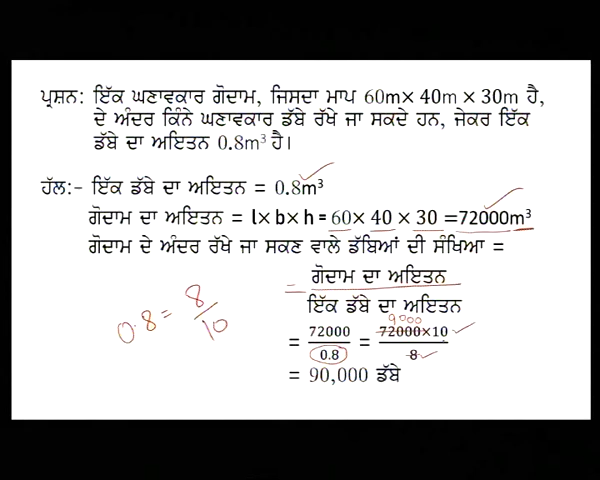 ਪ੍ਰਸ਼ਨ: ਇੱਕ ਘਣਾਵਕਾਰ ਗੋਦਾਮ, ਜਿਸਦਾ ਮਾਪ 60m× 40m × 30m ਹੈ,
ਦੇ ਅੰਦਰ ਕਿੰਨੇ ਘਣਾਵਕਾਰ ਡੱਬੇ ਰੱਖੇ ਜਾ ਸਕਦੇ ਹਨ, ਜੇਕਰ ਇੱਕ
ਡੱਬੇ ਦਾ ਅਇਤਨ 0.8m³ ਹੈ।
ਹੱਲ:- ਇੱਕ ਡੱਬੇ ਦਾ ਅਇਤਨ = 0.8m³
ਗੋਦਾਮ ਦਾ ਅਇਤਨ = l× b× h = 60× 40 × 30 =72000m³
ਗੋਦਾਮ ਦੇ ਅੰਦਰ ਰੱਖੇ ਜਾ ਸਕਣ ਵਾਲੇ ਡੱਬਿਆਂ ਦੀ ਸੰਖਿਆ =
= ਗੋਦਾਮ ਦਾ ਅਇਤਨ
ਇੱਕ ਡੱਬੇ ਦਾ ਅਇਤਨ
0.8 = 8/10
9000
= 72000/0.8 = 72000×10/8
= 90,000 ਡੱਬੇ